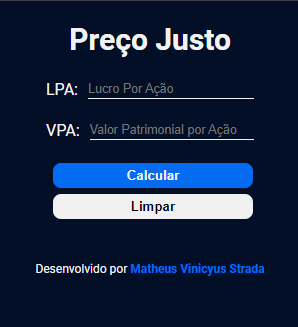 Preço Justo
LPA: Lucro Por Ação
VPA: Valor Patrimonial por Ação
Calcular
Limpar
Desenvolvido por Matheus Vinicyus Strada